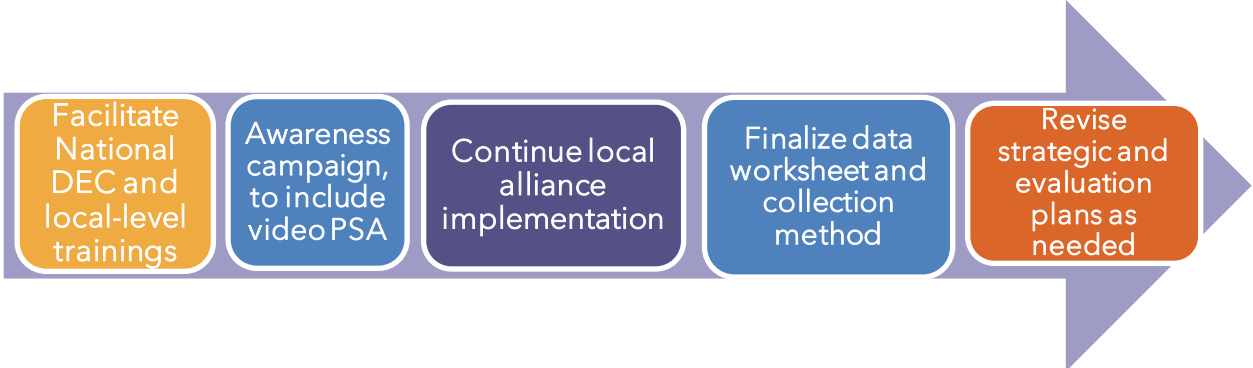 Facilitate
National
DEC and
local-level
trainings
Awareness
campaign,
to include
video PSA
Continue local
alliance
implementation
Finalize data
worksheet and
collection
method
Revise
strategic and
evaluation
plans as
needed